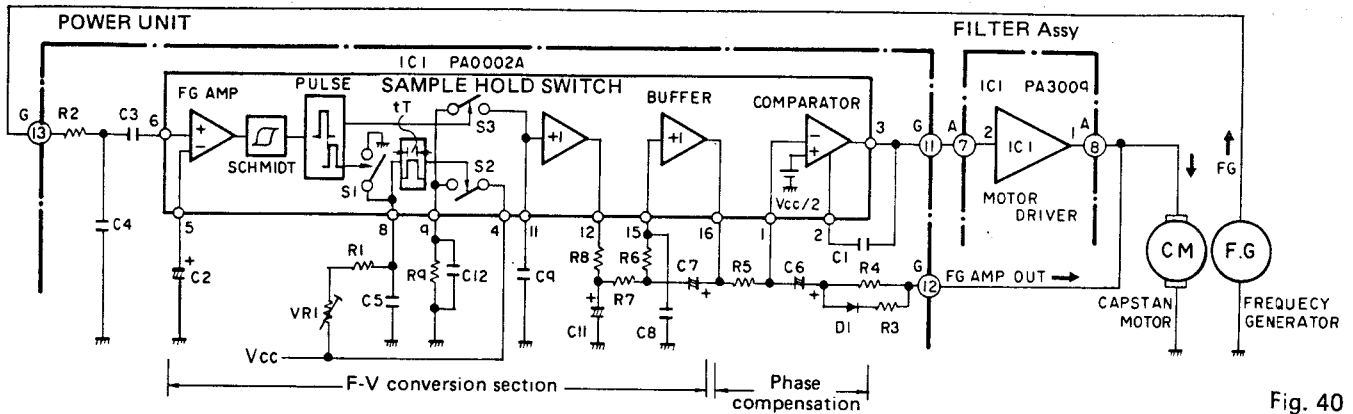 POWER UNIT
FILTER Assy
IC1 PA0002A
SAMPLE HOLD SWITCH
PULSE
FG AMP
tT
S3
BUFFER
COMPARATOR
IC1 PA3009
G
13
R2
C3
6
+
-
SCHMIDT
S1
S2
+1
+1
-
+
Vcc/2
3
G
11
A
7
2
IC1
1
A
8
MOTOR
DRIVER
FG
C4
5
8
9
4
11
12
15
16
1
2
C1
+
C2
R1
VR1
C5
R9
C12
C9
R8
R7
+
C11
R6
C7
+
C8
R5
C6
+
R4
D1
R3
G
12
FG AMP OUT
CM
F.G
CAPSTAN
MOTOR
FREQUECY
GENERATOR
Vcc
F-V conversion section
Phase
compensation
Fig. 40